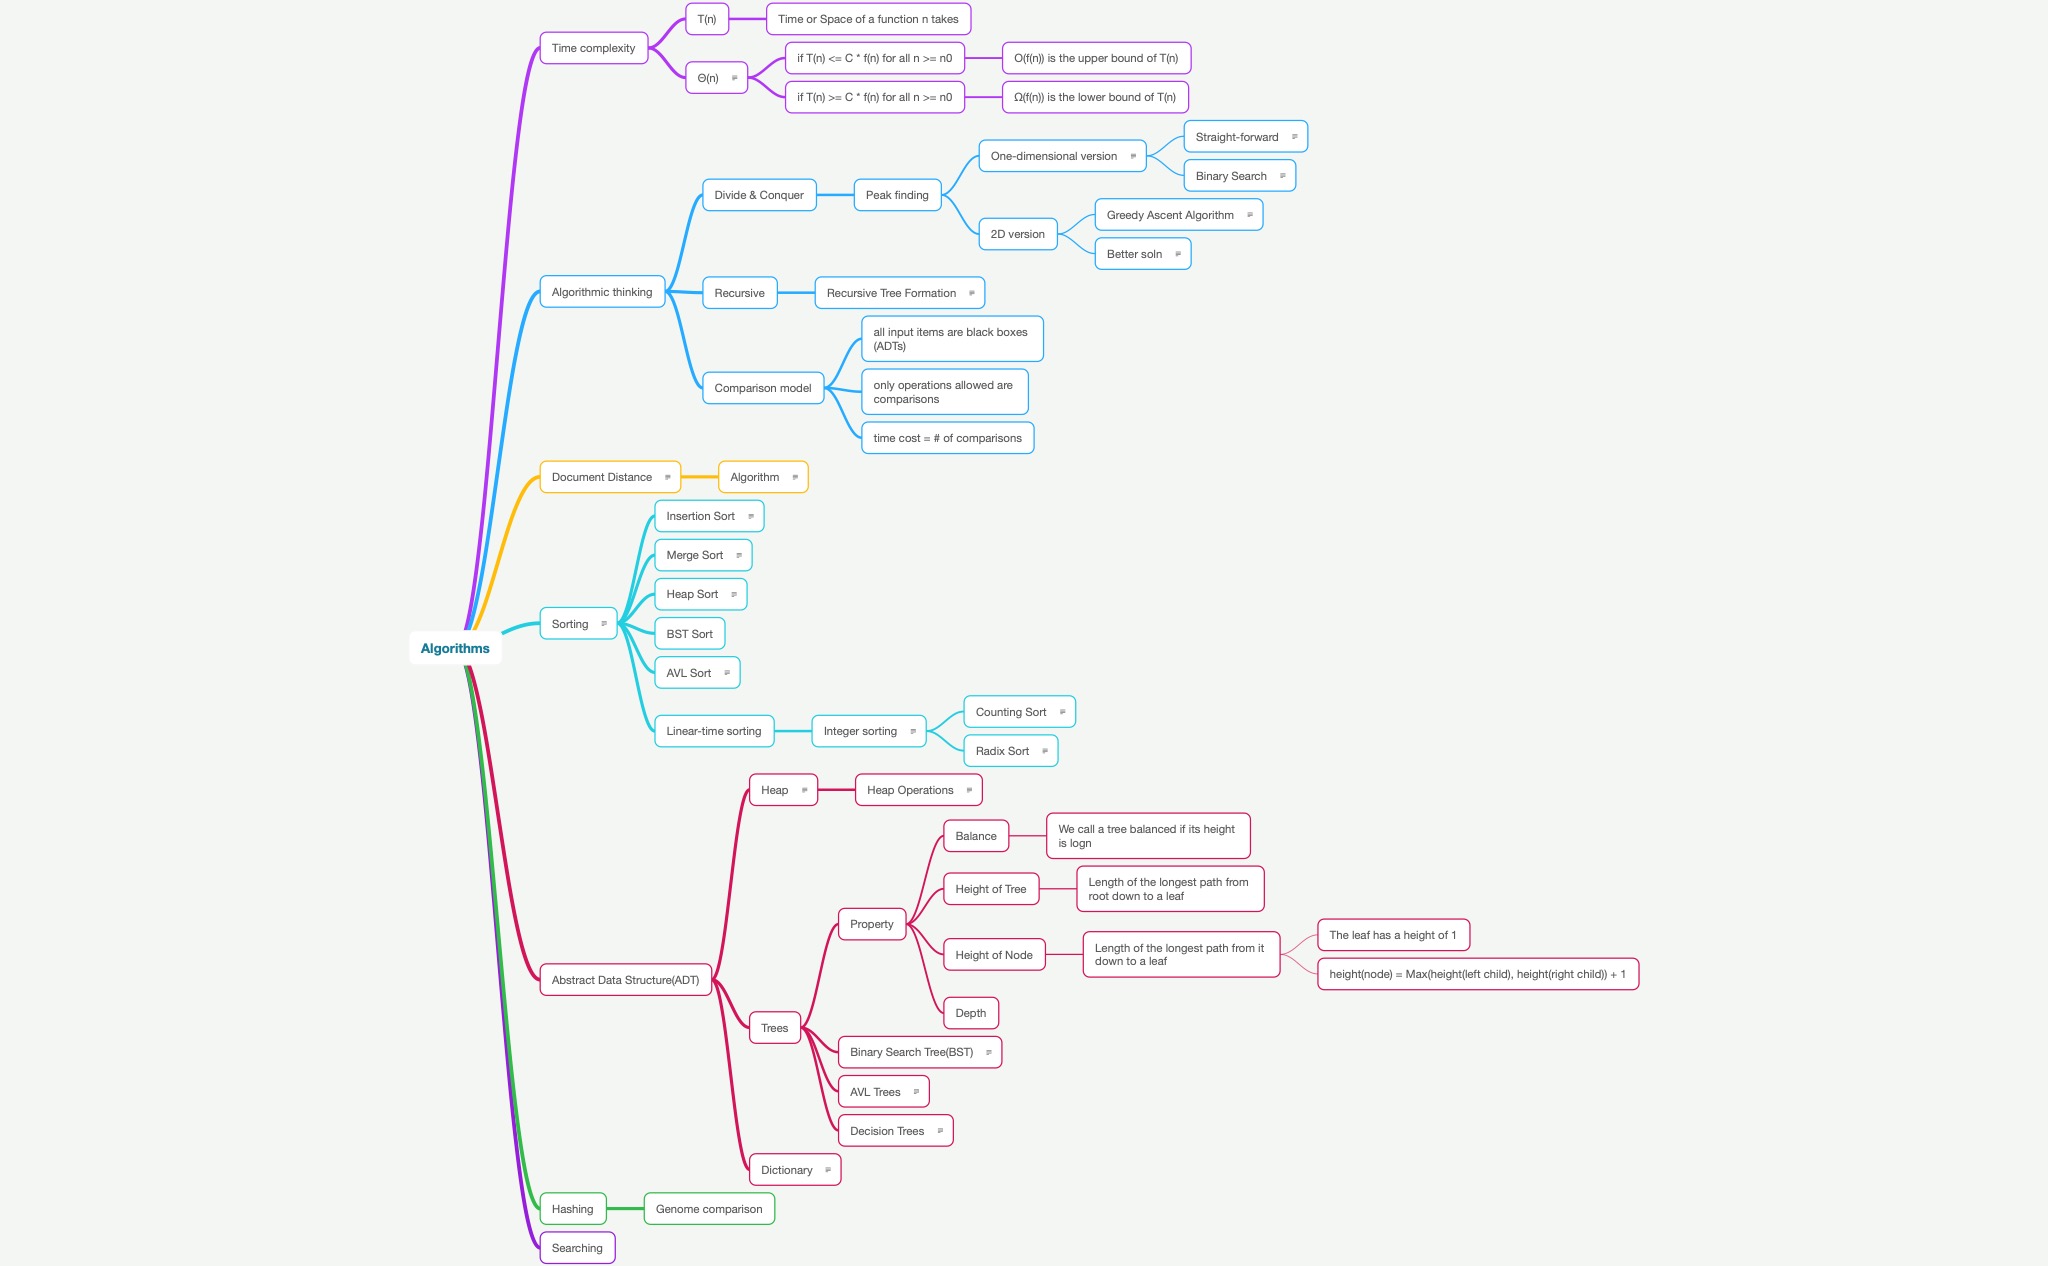 T(n)
Time or Space of a function n takes
Time complexity
if T(n) <= C * f(n) for all n >= n0
O(f(n)) is the upper bound of T(n)
Θ(n)
if T(n) >= C * f(n) for all n >= n0
Ω(f(n)) is the lower bound of T(n)
Straight-forward
One-dimensional version
Binary Search
Divide & Conquer
Peak finding
Greedy Ascent Algorithm
2D version
Better soln
Algorithmic thinking
Recursive
Recursive Tree Formation
all input items are black boxes
(ADTs)
Comparison model
only operations allowed are
comparisons
time cost = # of comparisons
Document Distance
Algorithm
Insertion Sort
Merge Sort
Heap Sort
Sorting
BST Sort
Algorithms
AVL Sort
Counting Sort
Linear-time sorting
Integer sorting
Radix Sort
Heap
Heap Operations
Balance
We call a tree balanced if its height
is logn
Height of Tree
Length of the longest path from
root down to a leaf
Property
The leaf has a height of 1
Height of Node
Length of the longest path from it
down to a leaf
height(node) = Max(height(left child), height(right child)) + 1
Abstract Data Structure(ADT)
Depth
Trees
Binary Search Tree(BST)
AVL Trees
Decision Trees
Dictionary
Hashing
Genome comparison
Searching